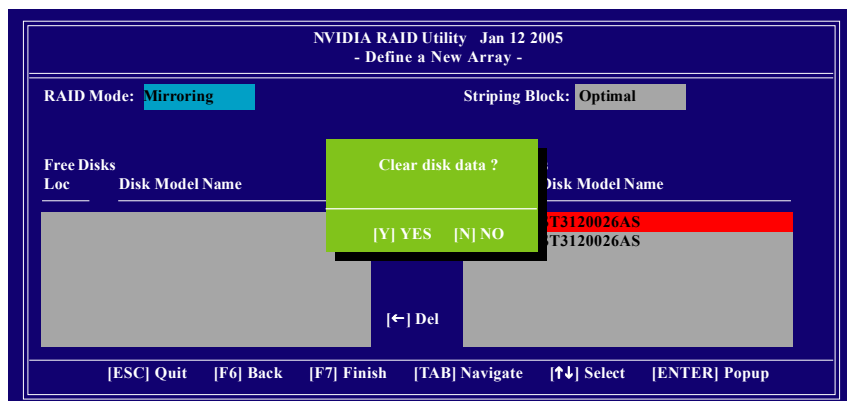 NVIDIA RAID Utility Jan 12 2005
- Define a New Array -
RAID Mode: Mirroring Striping Block: Optimal
Free Disks
Loc Disk Model Name Disk Model Name
Clear disk data ?
[Y] YES [N] NO
ST3120026AS
ST3120026AS
[←] Del
[ESC] Quit [F6] Back [F7] Finish [TAB] Navigate [↑↓] Select [ENTER] Popup